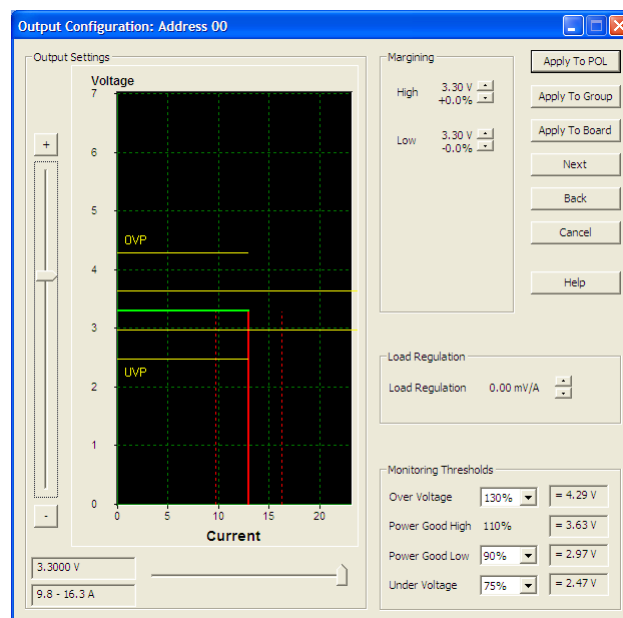 Output Configuration: Address 00
Output Settings
Voltage
7
6
5
4
3
2
1
0
OVP
UVP
0 5 10 15 20
Current
+
-
3.3000 V
9.8 - 16.3 A
Margining
High 3.30 V
+0.0%
Low 3.30 V
-0.0%
Load Regulation
Load Regulation 0.00 mV/A
Monitoring Thresholds
Over Voltage 130% = 4.29 V
Power Good High 110% = 3.63 V
Power Good Low 90% = 2.97 V
Under Voltage 75% = 2.47 V
Apply To POL
Apply To Group
Apply To Board
Next
Back
Cancel
Help